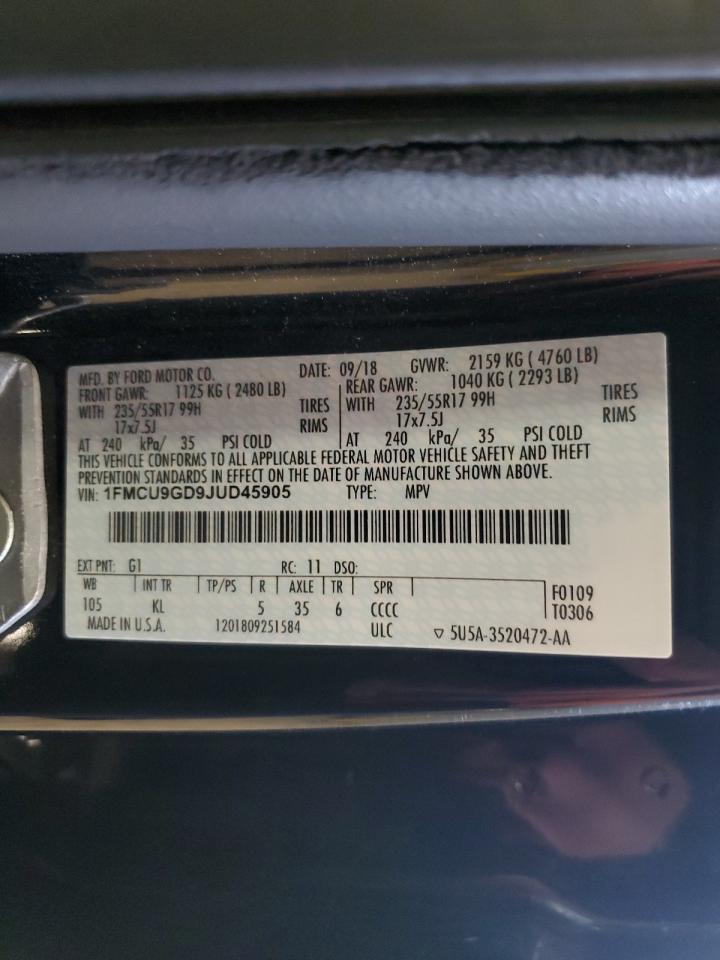 MFD. BY FORD MOTOR CO. DATE: 09/18 GVWR: 2159 KG ( 4760 LB)
FRONT GAWR: 1125 KG ( 2480 LB) REAR GAWR: 1040 KG ( 2293 LB)
WITH 235/55R17 99H TIRES WITH 235/55R17 99H TIRES
17x7.5J RIMS 17x7.5J RIMS
AT 240 kPa/ 35 PSI COLD AT 240 kPa/ 35 PSI COLD
THIS VEHICLE CONFORMS TO ALL APPLICABLE FEDERAL MOTOR VEHICLE SAFETY AND THEFT
PREVENTION STANDARDS IN EFFECT ON THE DATE OF MANUFACTURE SHOWN ABOVE.
VIN: 1FMCU9GD9JUD45905 TYPE: MPV
EXT PNT: G1 RC: 11 DSO:
WB INT TR TP/PS R AXLE TR SPR F0109
105 KL 5 35 6 CCCC T0306
MADE IN U.S.A. 1201809251584 ULC ▽ 5U5A-3520472-AA